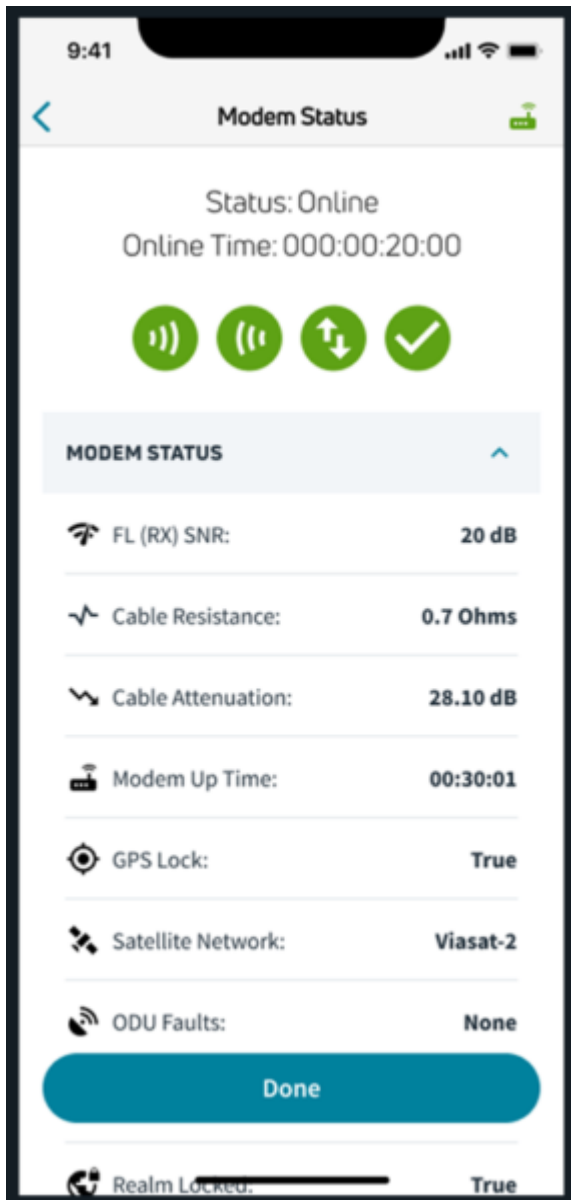 9:41
Modem Status
Status: Online
Online Time: 000:00:20:00
MODEM STATUS
FL (RX) SNR: 20 dB
Cable Resistance: 0.7 Ohms
Cable Attenuation: 28.10 dB
Modem Up Time: 00:30:01
GPS Lock: True
Satellite Network: Viasat-2
ODU Faults: None
Done
Realm Locked: True